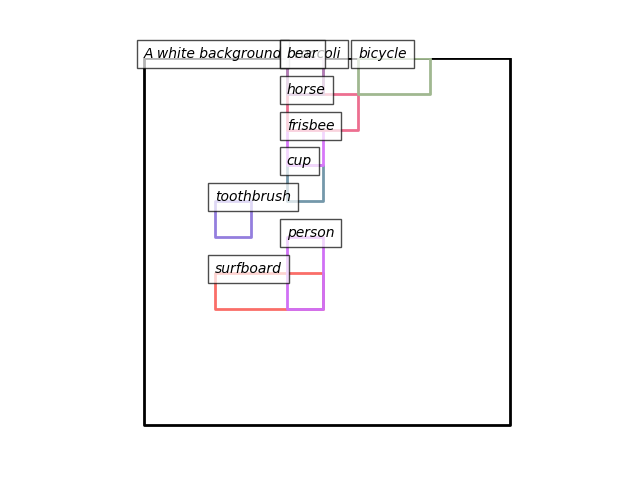 A white background
bear
bicycle
horse
frisbee
cup
toothbrush
person
surfboard